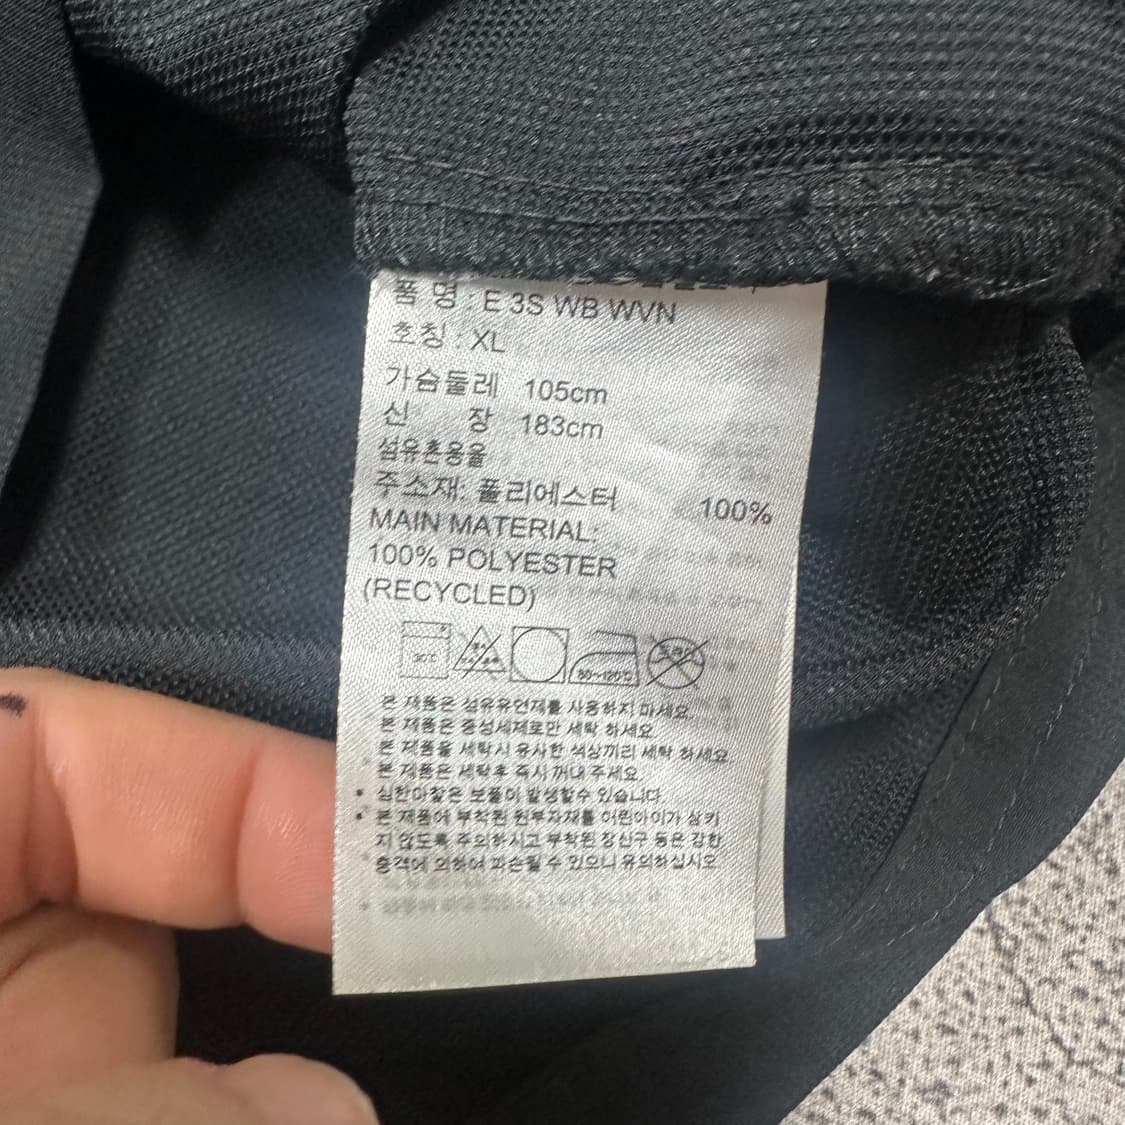 품 명 : E 3S WB WVN
호칭 : XL
가슴둘레 105cm
신 장 183cm
섬유혼용율
주소재: 폴리에스터 100%
MAIN MATERIAL:
100% POLYESTER
(RECYCLED)
30℃ 80~120℃ 드라이
본 제품은 섬유유연제를 사용하지 마세요.
본 제품은 중성세제로만 세탁 하세요.
본 제품을 세탁시 유사한 색상끼리 세탁 하세요.
본 제품은 세탁후 즉시 꺼내 주세요.
• 심한마찰은 보풀이 발생할수 있습니다.
• 본 제품에 부착된 원부자재를 어린아이가 삼키
지 않도록 주의하시고 부착된 장신구 등은 강한
충격에 의하여 파손될 수 있으니 유의하십시오